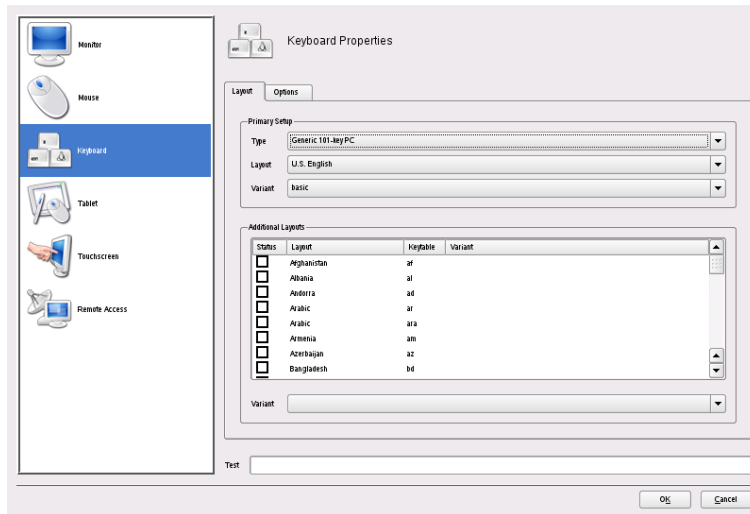 Monitor
Mouse
Keyboard
Tablet
Touchscreen
Remote Access
Keyboard Properties
Layout Options
Primary Setup
Type Generic 101-key PC
Layout U.S. English
Variant basic
Additional Layouts
Status Layout Keytable Variant
Afghanistan af
Albania al
Andorra ad
Arabic ar
Arabic ara
Armenia am
Azerbaijan az
Bangladesh bd
Variant
Test
OK Cancel